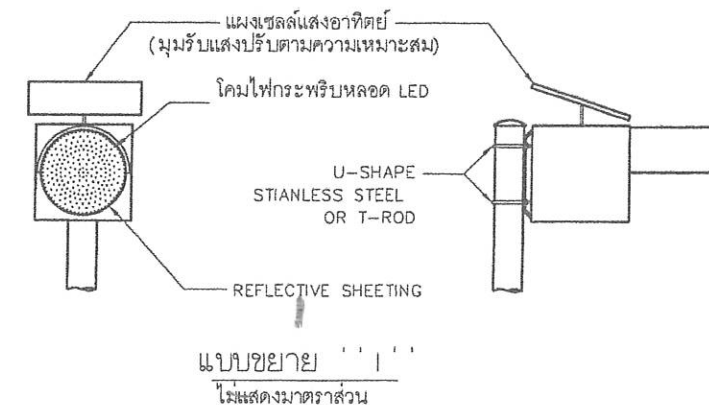 แผงเซลล์แสงอาทิตย์
(มุมรับแสงปรับตามความเหมาะสม)
โคมไฟกระพริบหลอด LED
U-SHAPE
STIANLESS STEEL
OR T-ROD
REFLECTIVE SHEETING
แบบขยาย
ไม่แสดงมาตราส่วน